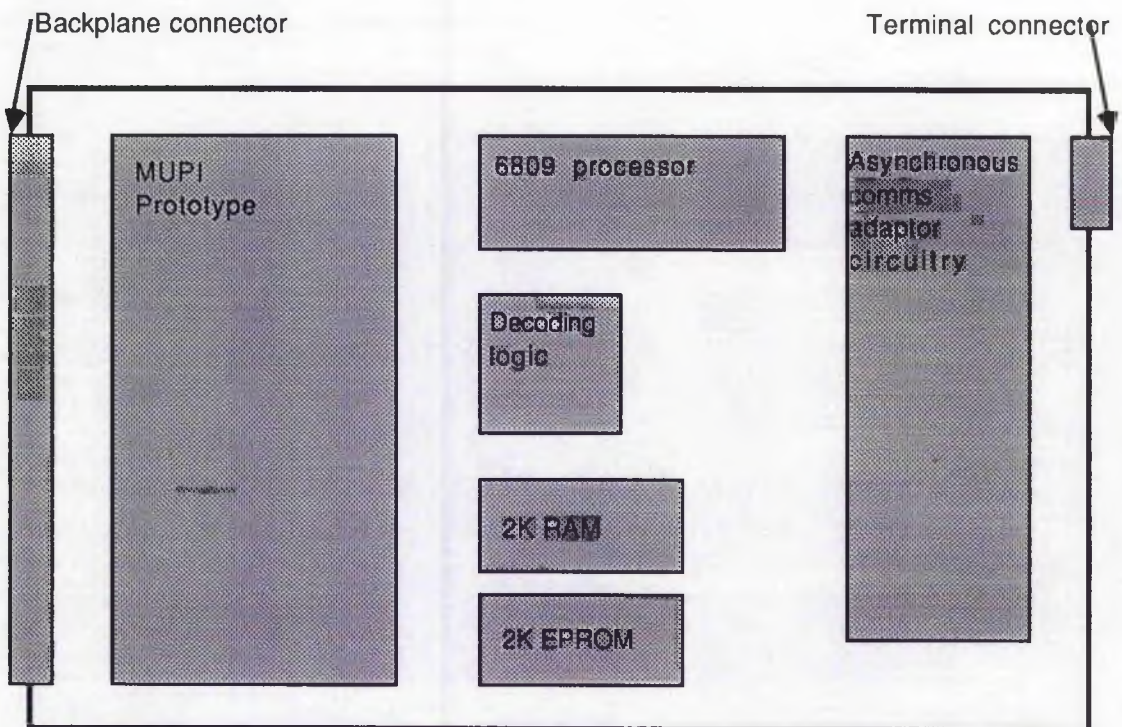 Backplane connector
Terminal connector
MUPI
Prototype
6809 processor
Asynchronous
comms
adaptor
circuitry
Decoding
logic
2K RAM
2K EPROM